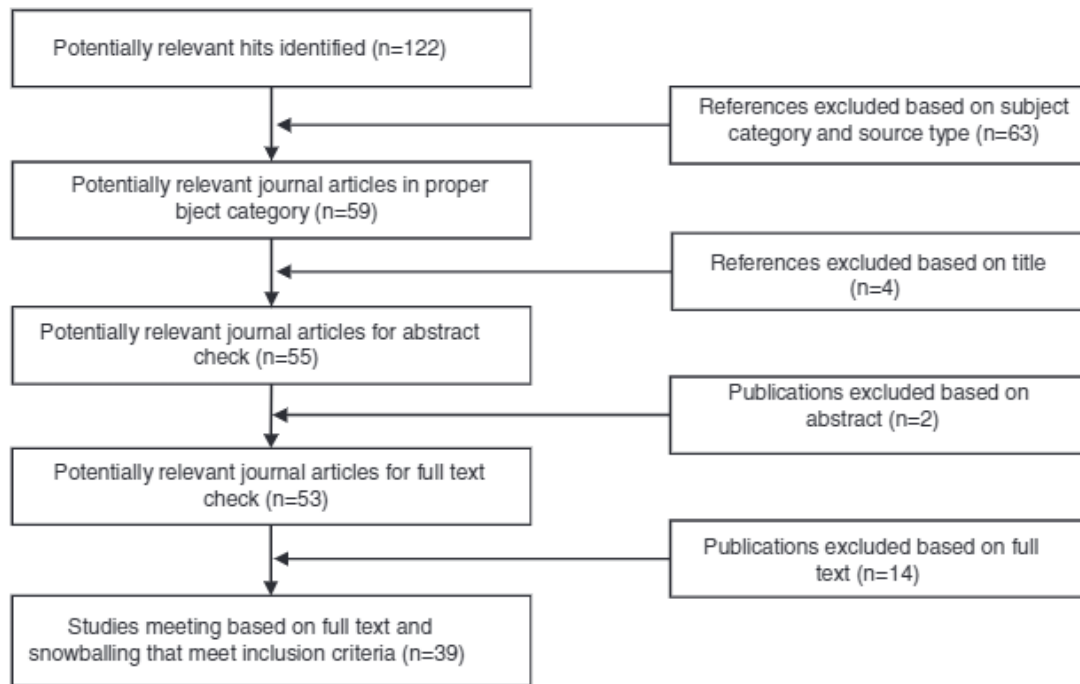 Potentially relevant hits identified (n=122)
References excluded based on subject
category and source type (n=63)
Potentially relevant journal articles in proper
bject category (n=59)
References excluded based on title
(n=4)
Potentially relevant journal articles for abstract
check (n=55)
Publications excluded based on
abstract (n=2)
Potentially relevant journal articles for full text
check (n=53)
Publications excluded based on full
text (n=14)
Studies meeting based on full text and
snowballing that meet inclusion criteria (n=39)